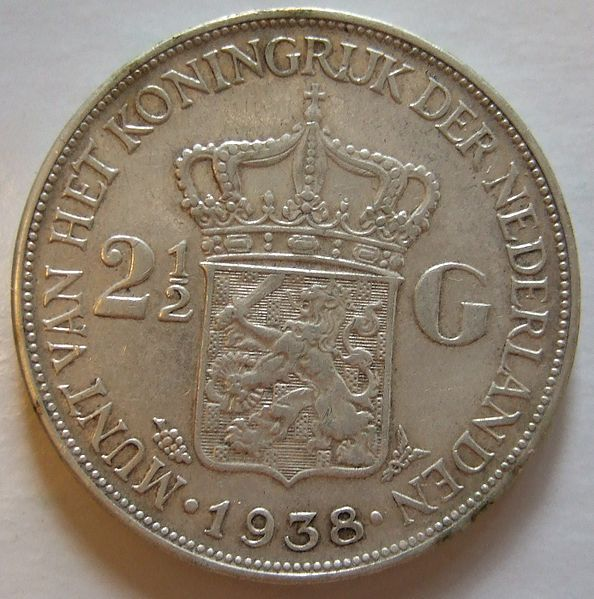 MUNT VAN HET KONINGRIJK DER NEDERLANDEN
2½ G
· 1938 ·